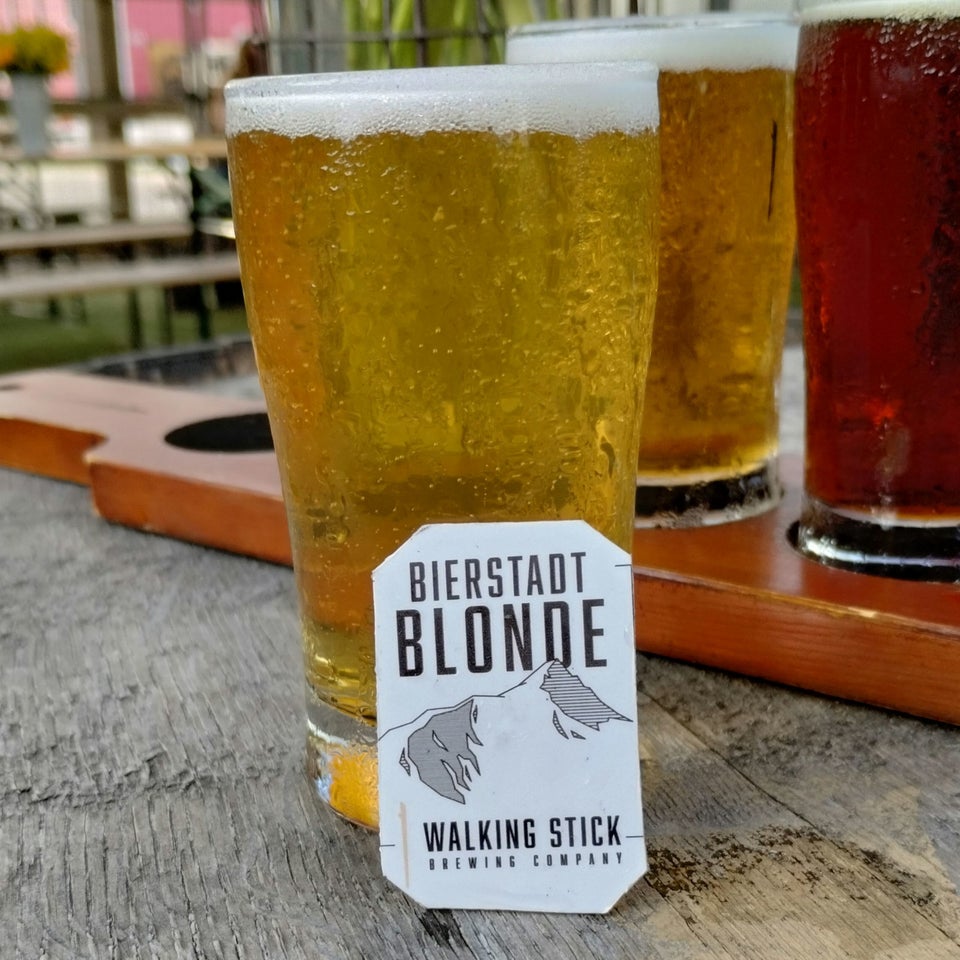 BIERSTADT
BLONDE
WALKING STICK
BREWING COMPANY